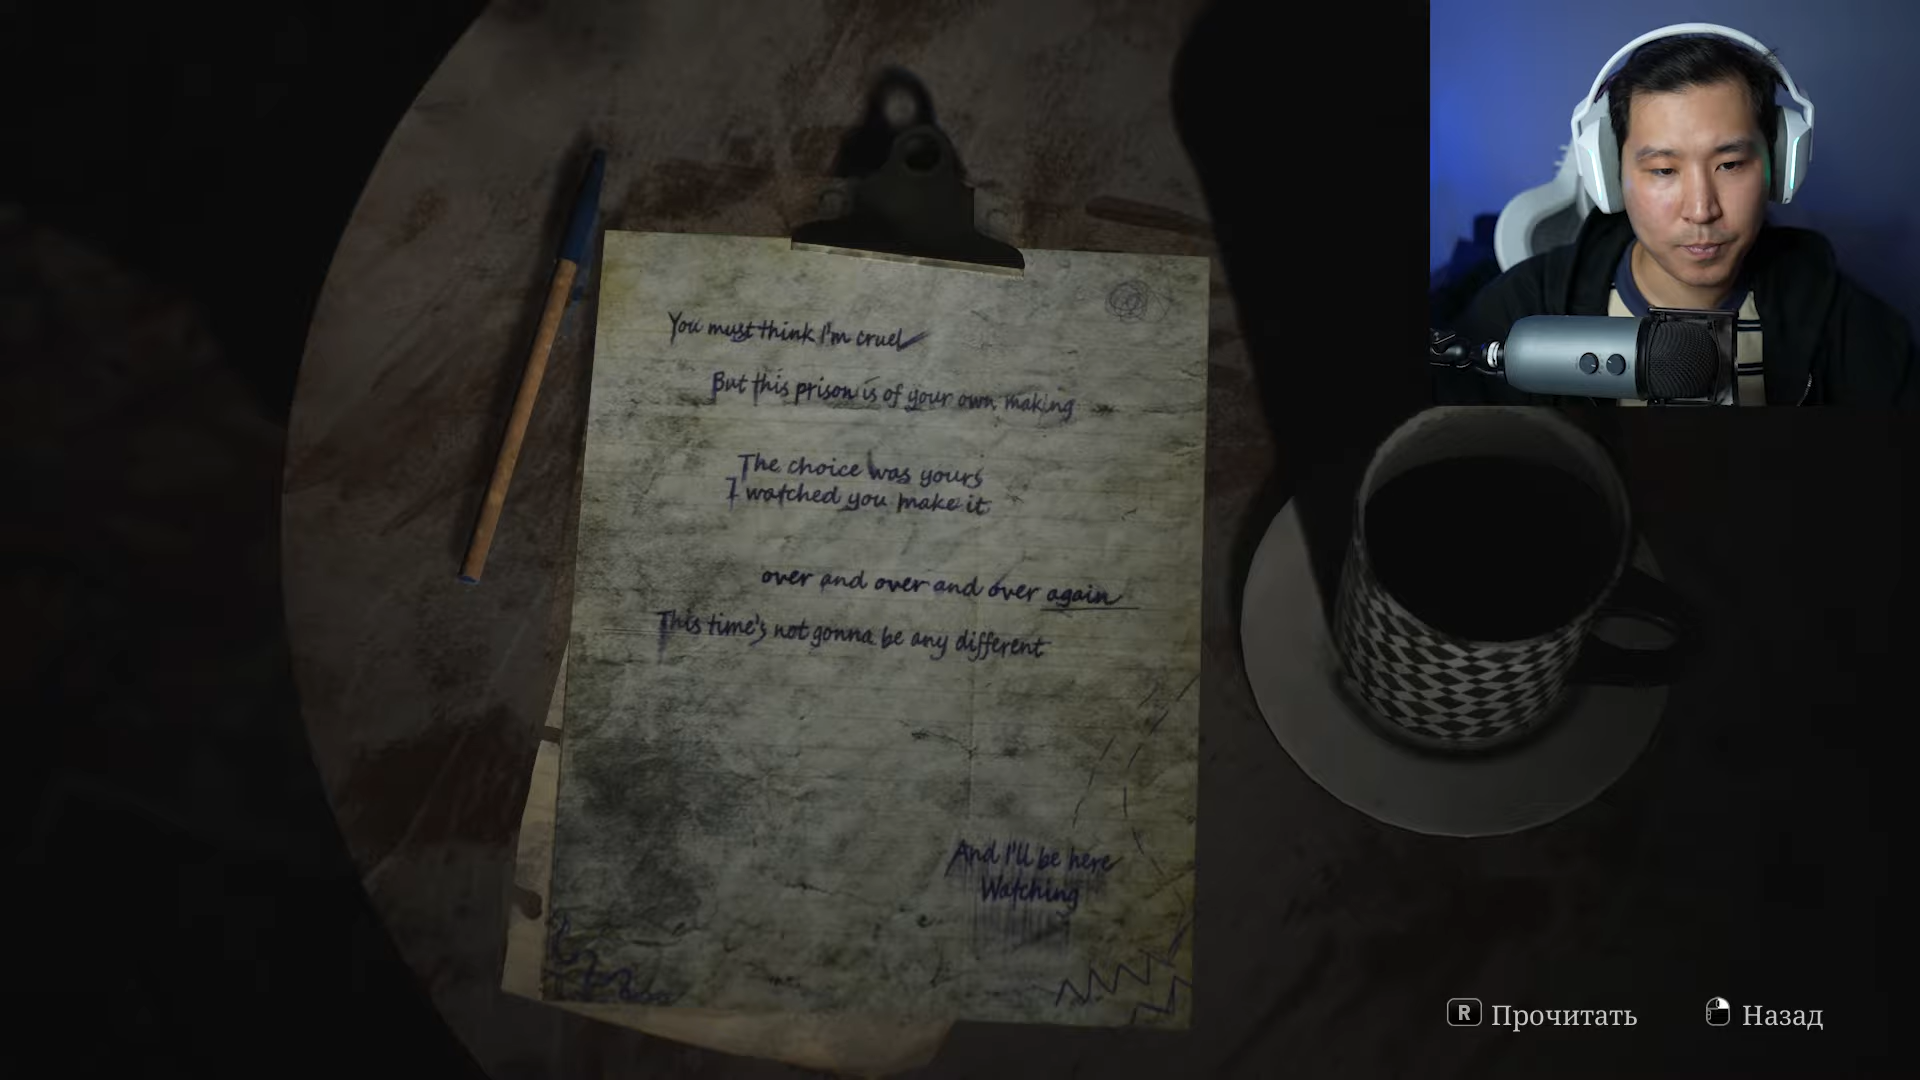 You must think I'm cruel
But this prison is of your own making
The choice was yours
I watched you make it
over and over and over again
This time's not gonna be any different
And I'll be here
Watching
R Прочитать
Назад